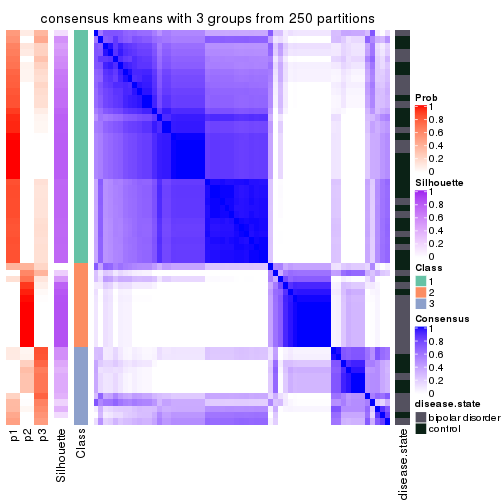 consensus kmeans with 3 groups from 250 partitions
Prob
1
0.8
0.6
0.4
0.2
0
Silhouette
1
0.8
0.6
0.4
0.2
0
Class
1
2
3
Consensus
1
0.8
0.6
0.4
0.2
0
disease.state
bipolar disorder
control
p1
p2
p3
Silhouette
Class
disease.state